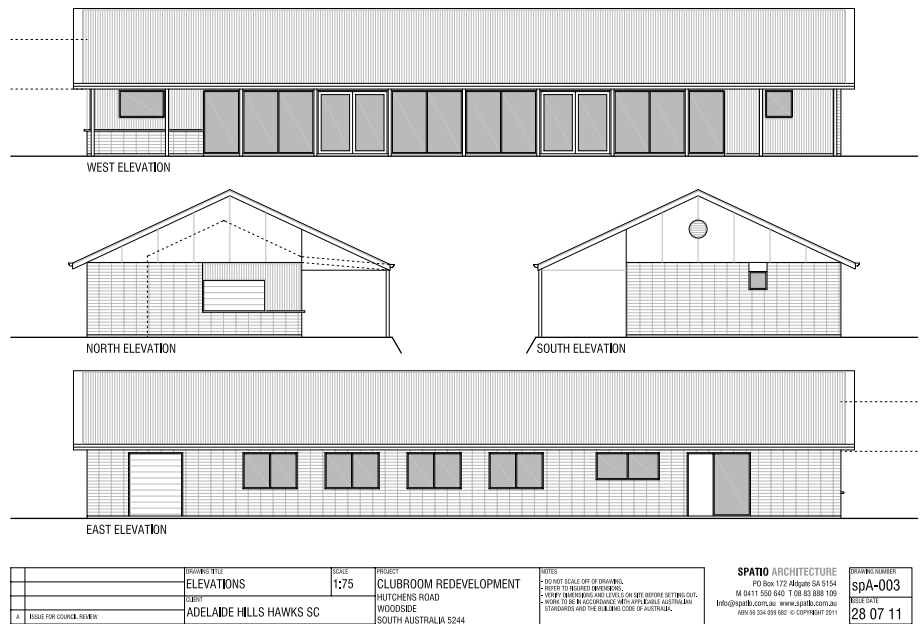 WEST ELEVATION
NORTH ELEVATION
SOUTH ELEVATION
EAST ELEVATION
A ISSUE FOR COUNCIL REVIEW
DRAWING TITLE
ELEVATIONS
CLIENT
ADELAIDE HILLS HAWKS SC
SCALE
1:75
PROJECT
CLUBROOM REDEVELOPMENT
HUTCHENS ROAD
WOODSIDE
SOUTH AUSTRALIA 5244
NOTES
- DO NOT SCALE OFF OF DRAWING.
- REFER TO FIGURED DIMENSIONS.
- VERIFY DIMENSIONS AND LEVELS ON SITE BEFORE SETTING OUT.
- WORK TO BE IN ACCORDANCE WITH APPLICABLE AUSTRALIAN
STANDARDS AND THE BUILDING CODE OF AUSTRALIA.
SPATIO ARCHITECTURE
PO Box 172 Aldgate SA 5154
M 0411 550 640 T 08 83 888 109
info@spatio.com.au www.spatio.com.au
ABN 56 334 059 682 © COPYRIGHT 2011
DRAWING NUMBER
spA-003
ISSUE DATE
28 07 11